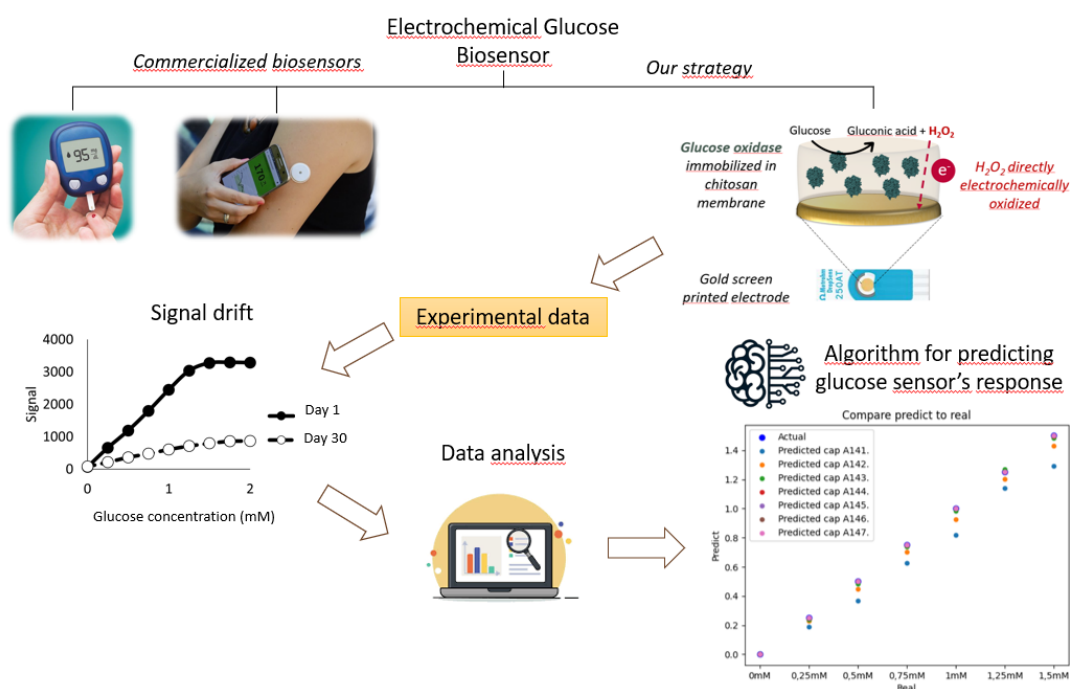 Electrochemical Glucose
Biosensor
Commercialized biosensors
Our strategy
95
170
Glucose
Gluconic acid + H₂O₂
Glucose oxidase
immobilized in
chitosan
membrane
e⁻
H₂O₂ directly
electrochemically
oxidized
Gold screen
printed electrode
Metrohm
DropSens
250AT
Experimental data
Signal drift
4000
3000
2000
1000
0
Signal
0
1
2
Glucose concentration (mM)
Day 1
Day 30
Data analysis
Algorithm for predicting
glucose sensor's response
Compare predict to real
Actual
Predicted cap A141.
Predicted cap A142.
Predicted cap A143.
Predicted cap A144.
Predicted cap A145.
Predicted cap A146.
Predicted cap A147.
Predict
1.4
1.2
1.0
0.8
0.6
0.4
0.2
0.0
0mM
0,25mM
0,5mM
0,75mM
1mM
1,25mM
1,5mM
Real